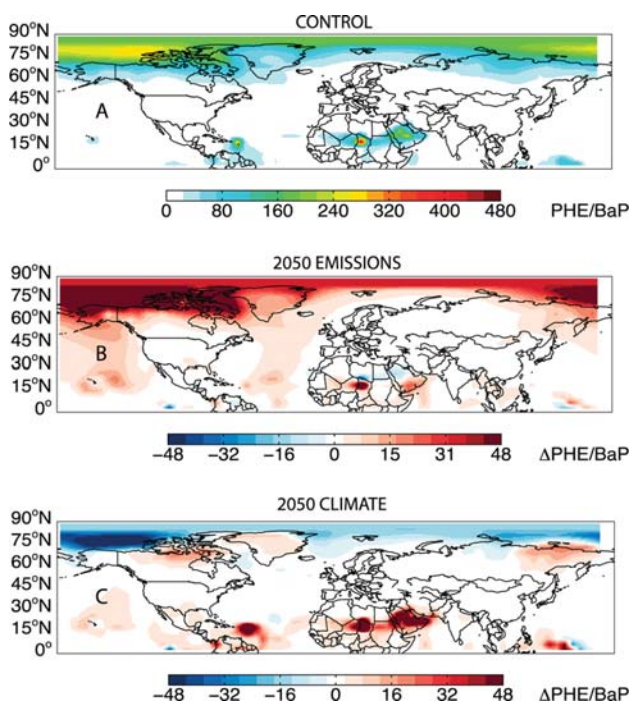 CONTROL
90°N
75°N
60°N
45°N
30°N
15°N
0°
A
0 80 160 240 320 400 480 PHE/BaP
2050 EMISSIONS
90°N
75°N
60°N
45°N
30°N
15°N
0°
B
−48 −32 −16 0 15 31 48 ΔPHE/BaP
2050 CLIMATE
90°N
75°N
60°N
45°N
30°N
15°N
0°
C
−48 −32 −16 0 16 32 48 ΔPHE/BaP